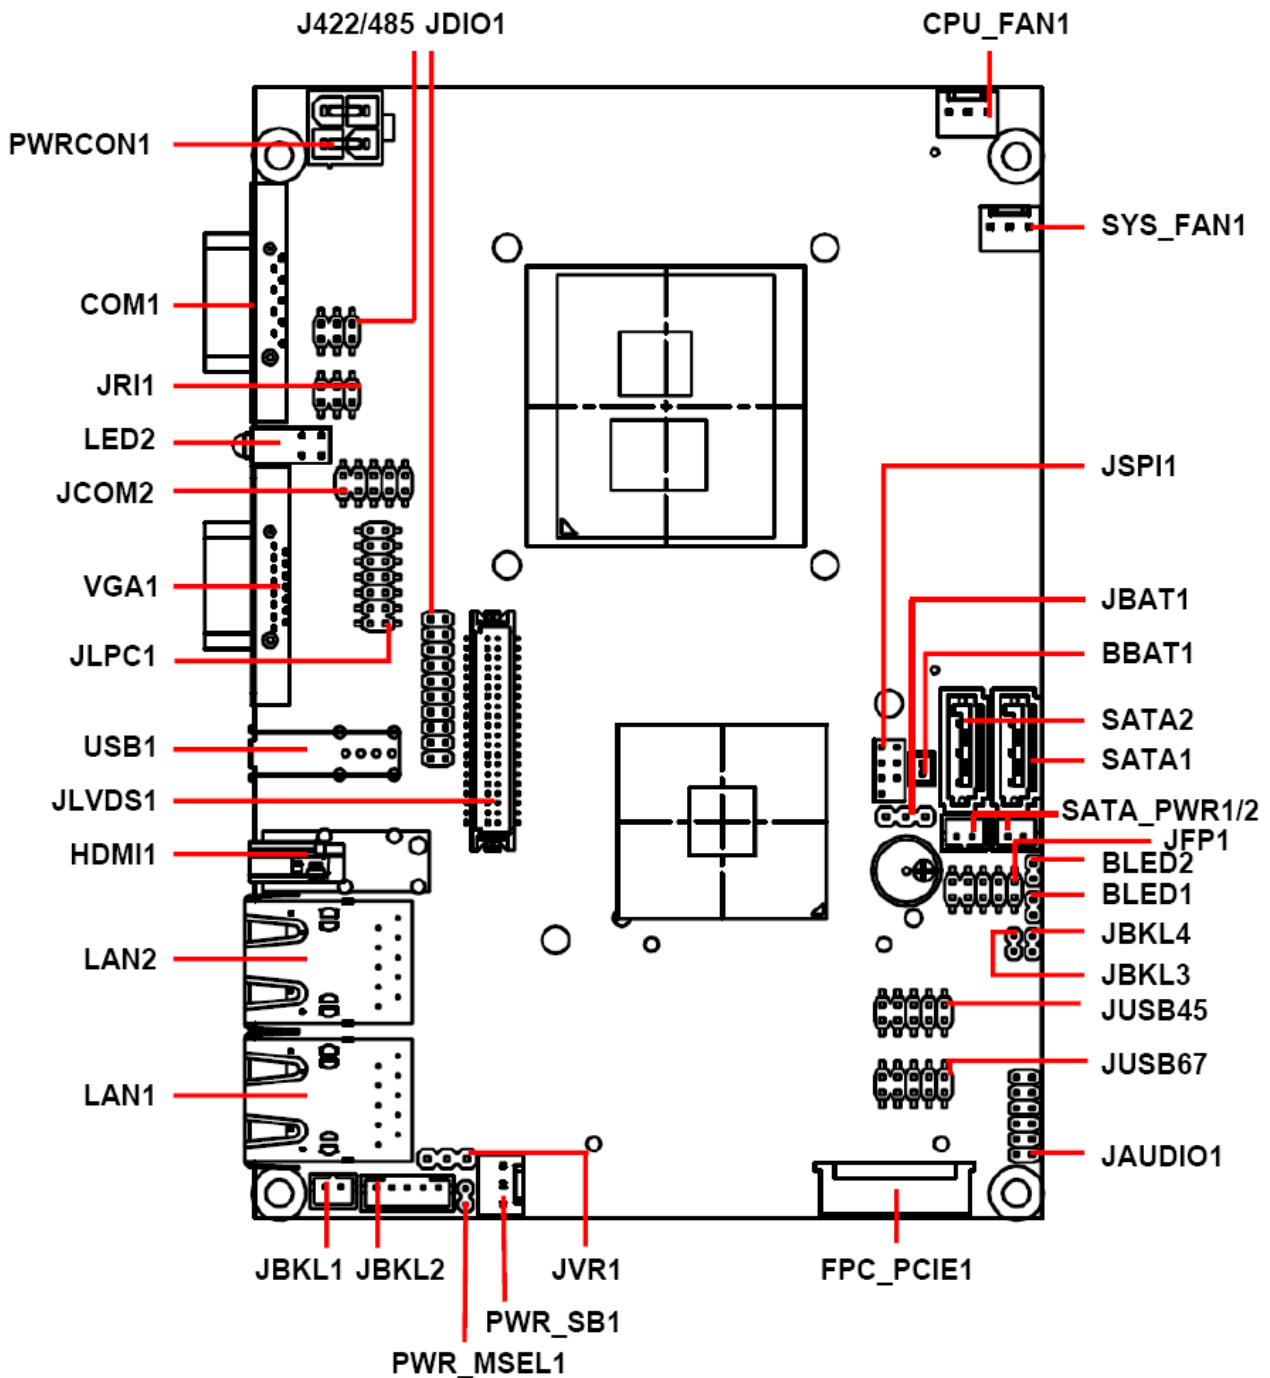 J422/485 JDIO1
CPU_FAN1
PWRCON1
SYS_FAN1
COM1
JRI1
LED2
JSPI1
JCOM2
VGA1
JBAT1
JLPC1
BBAT1
SATA2
USB1
SATA1
JLVDS1
SATA_PWR1/2
JFP1
HDMI1
BLED2
BLED1
JBKL4
LAN2
JBKL3
JUSB45
JUSB67
LAN1
JAUDIO1
JBKL1 JBKL2
JVR1
FPC_PCIE1
PWR_SB1
PWR_MSEL1